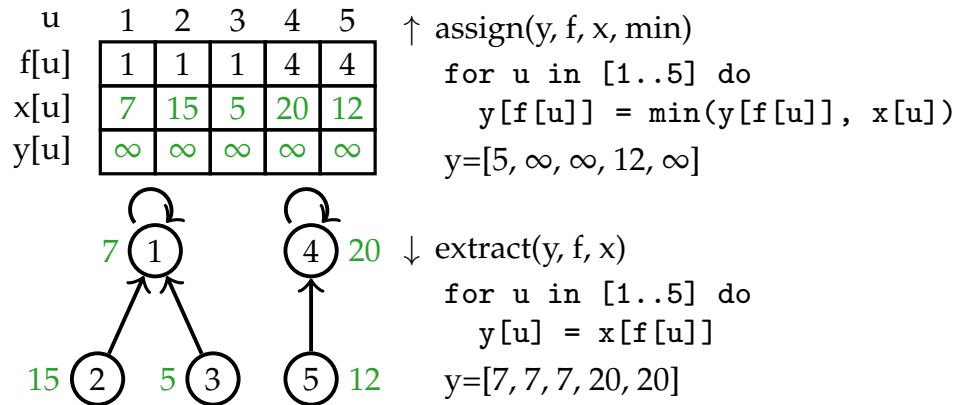 u 1 2 3 4 5
f[u] 1 1 1 4 4
x[u] 7 15 5 20 12
y[u] ∞ ∞ ∞ ∞ ∞
↑ assign(y, f, x, min)
for u in [1..5] do
y[f[u]] = min(y[f[u]], x[u])
y=[5, ∞, ∞, 12, ∞]
7 1 4 20
15 2 5 3 5 12
↓ extract(y, f, x)
for u in [1..5] do
y[u] = x[f[u]]
y=[7, 7, 7, 20, 20]